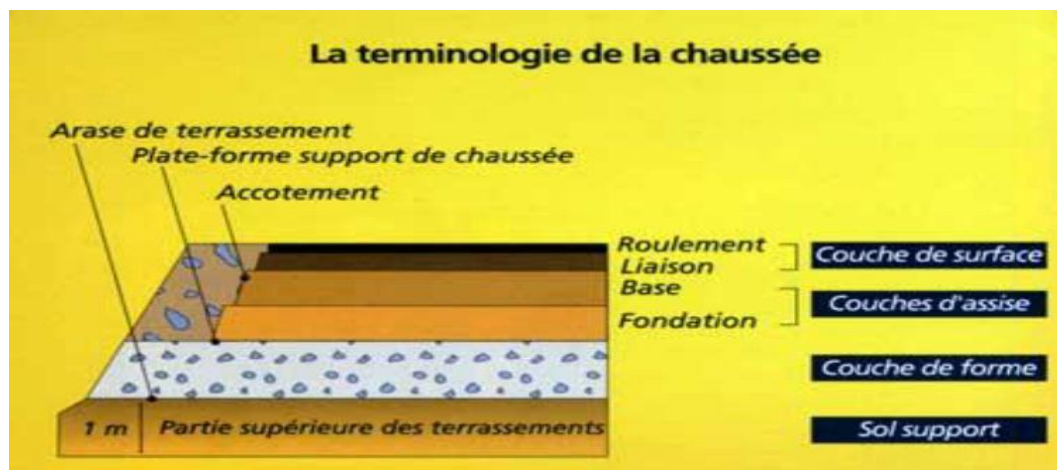 La terminologie de la chaussée
Arase de terrassement
Plate-forme support de chaussée
Accotement
Roulement
Liaison
Couche de surface
Base
Fondation
Couches d'assise
Couche de forme
1 m
Partie supérieure des terrassements
Sol support